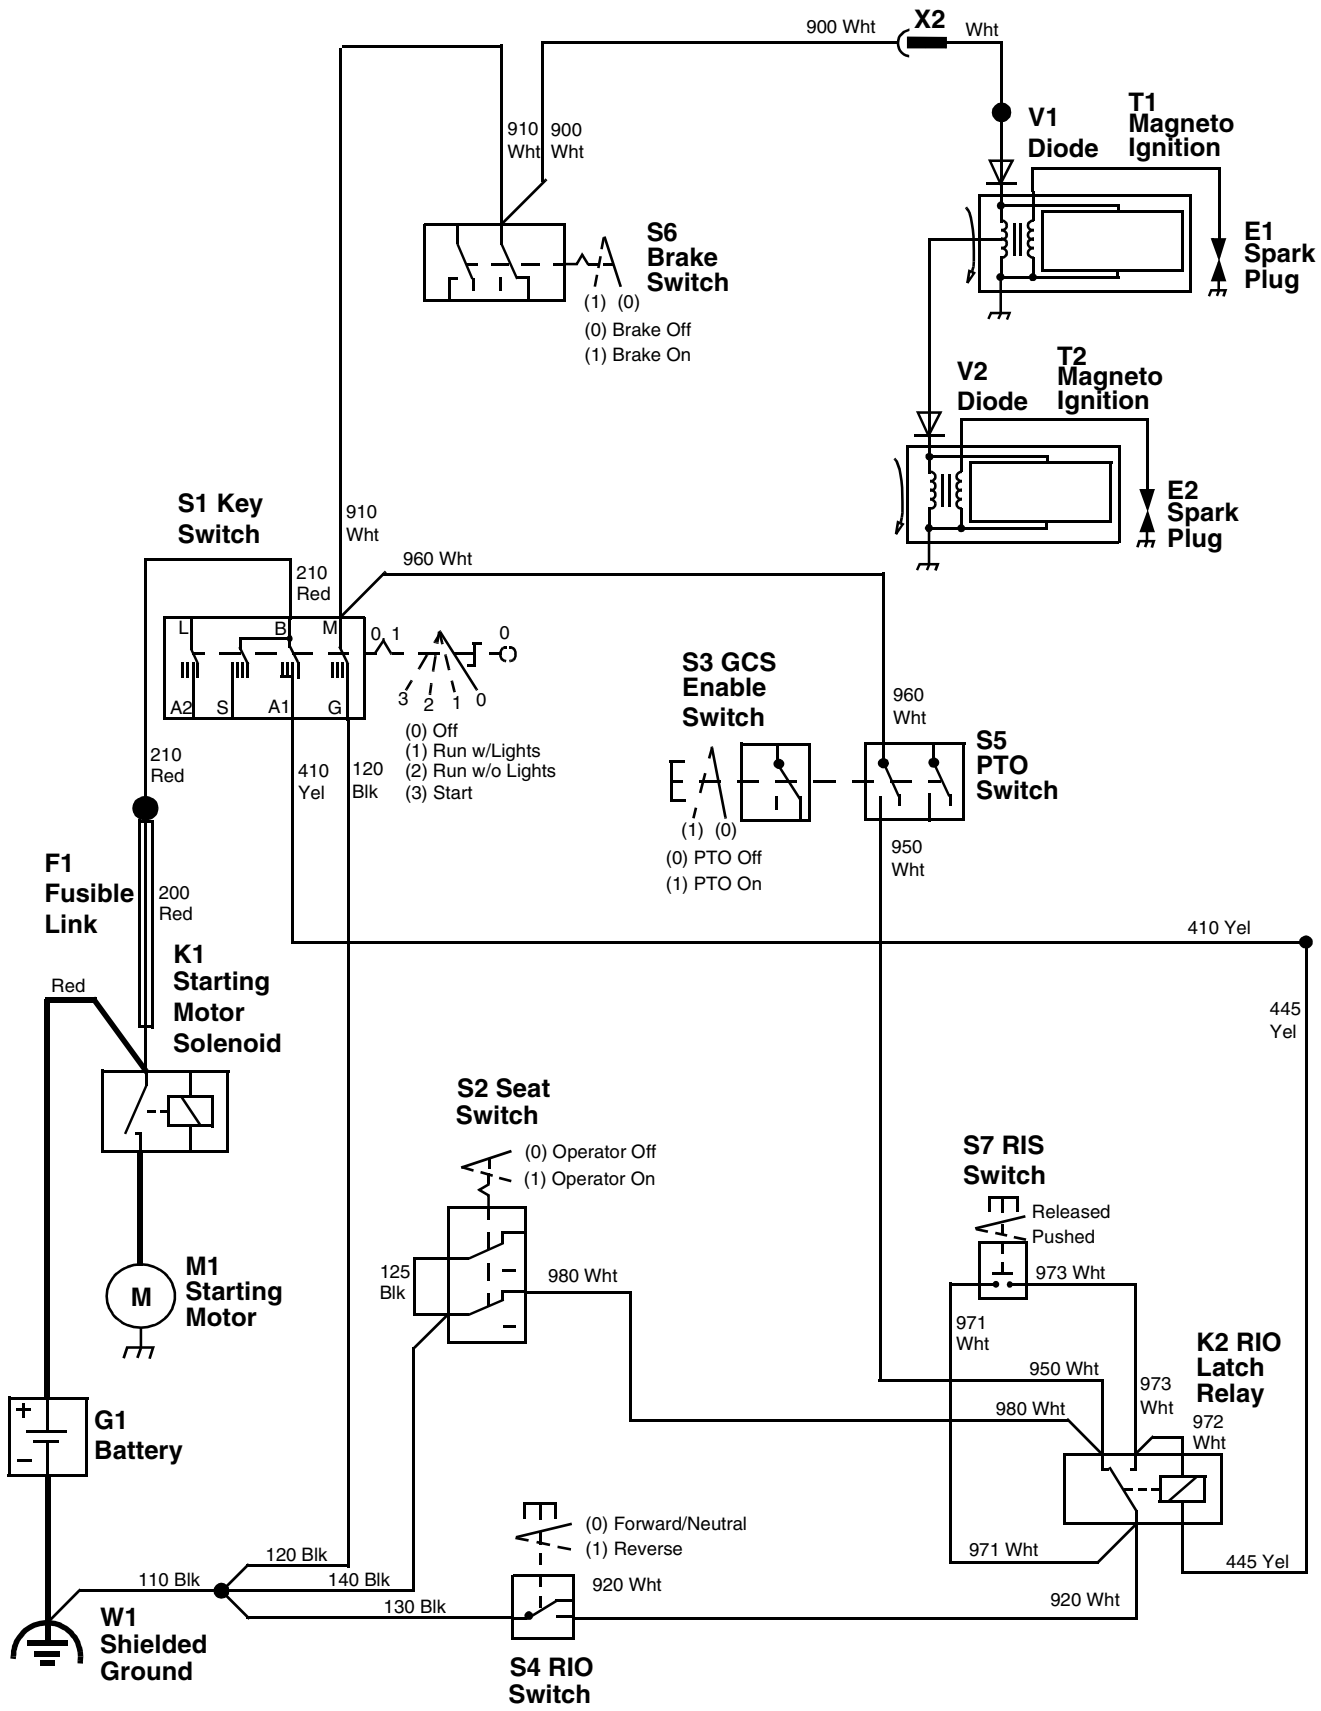 900 Wht
X2
Wht
V1
Diode
T1
Magneto
Ignition
910
Wht
900
Wht
S6
Brake
Switch
(1) (0)
(0) Brake Off
(1) Brake On
E1
Spark
Plug
V2
Diode
T2
Magneto
Ignition
E2
Spark
Plug
S1 Key
Switch
910
Wht
960 Wht
210
Red
L B M
0 1
0
A2 S A1 G
3 2 1 0
(0) Off
(1) Run w/Lights
(2) Run w/o Lights
(3) Start
210
Red
410
Yel
120
Blk
S3 GCS
Enable
Switch
960
Wht
S5
PTO
Switch
(1) (0)
(0) PTO Off
(1) PTO On
950
Wht
F1
Fusible
Link
200
Red
410 Yel
K1
Starting
Motor
Solenoid
Red
445
Yel
S2 Seat
Switch
(0) Operator Off
(1) Operator On
S7 RIS
Switch
Released
Pushed
125
Blk
980 Wht
973 Wht
M
M1
Starting
Motor
971
Wht
K2 RIO
Latch
Relay
950 Wht
973
Wht
980 Wht
972
Wht
+
–
G1
Battery
(0) Forward/Neutral
(1) Reverse
120 Blk
971 Wht
445 Yel
110 Blk
140 Blk
920 Wht
130 Blk
920 Wht
W1
Shielded
Ground
S4 RIO
Switch